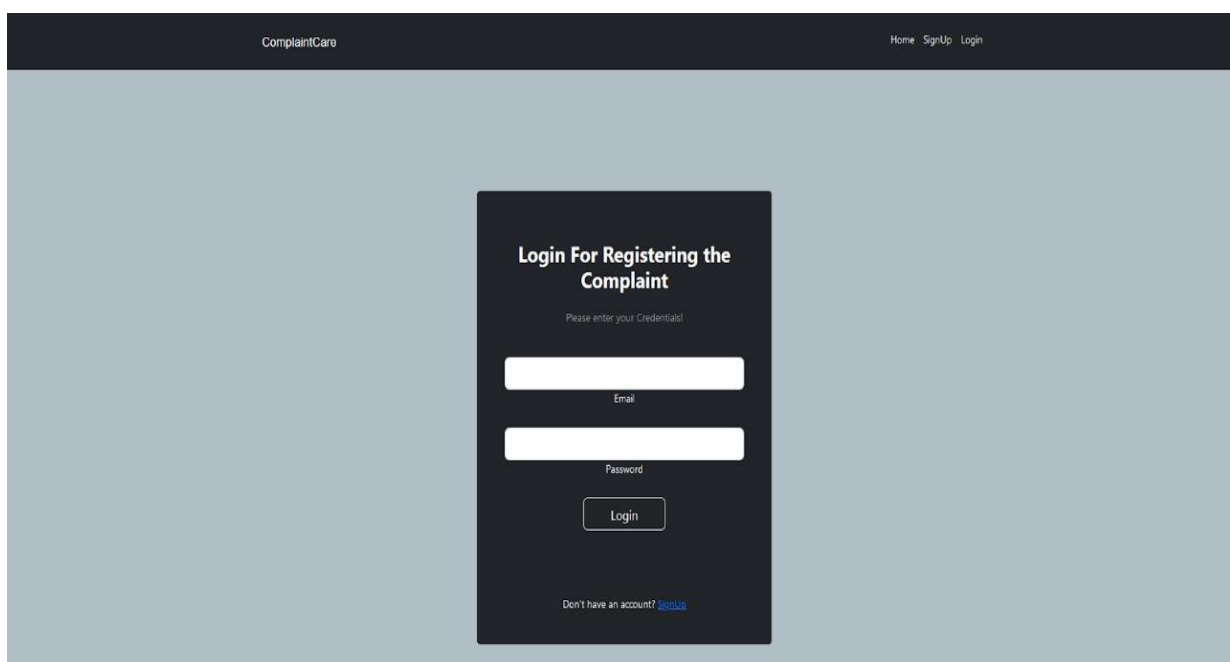 ComplaintCare
Home SignUp Login
Login For Registering the
Complaint
Please enter your Credentials!
Email
Password
Login
Don't have an account? SignUp